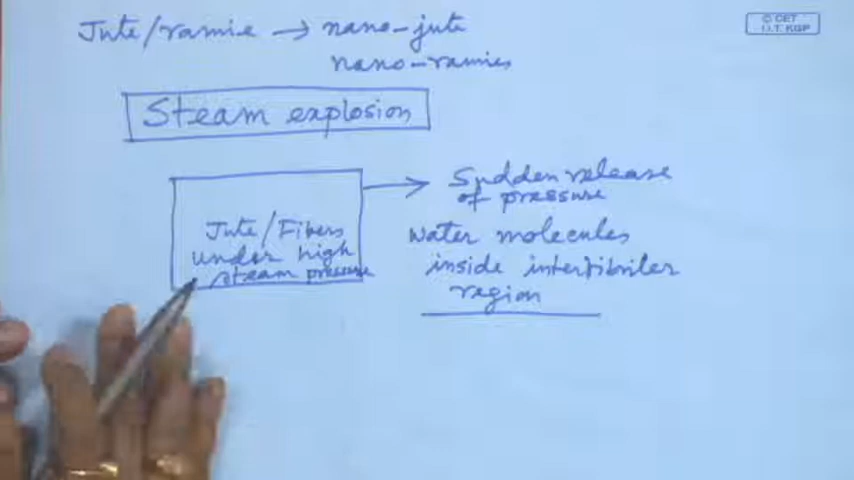 Jute/ramie → nano-jute
nano-ramies
© CET
I.I.T. KGP
Steam explosion
Jute/Fibers
under high
steam pressure
Sudden release
of pressure
water molecules
inside interfibriler
region